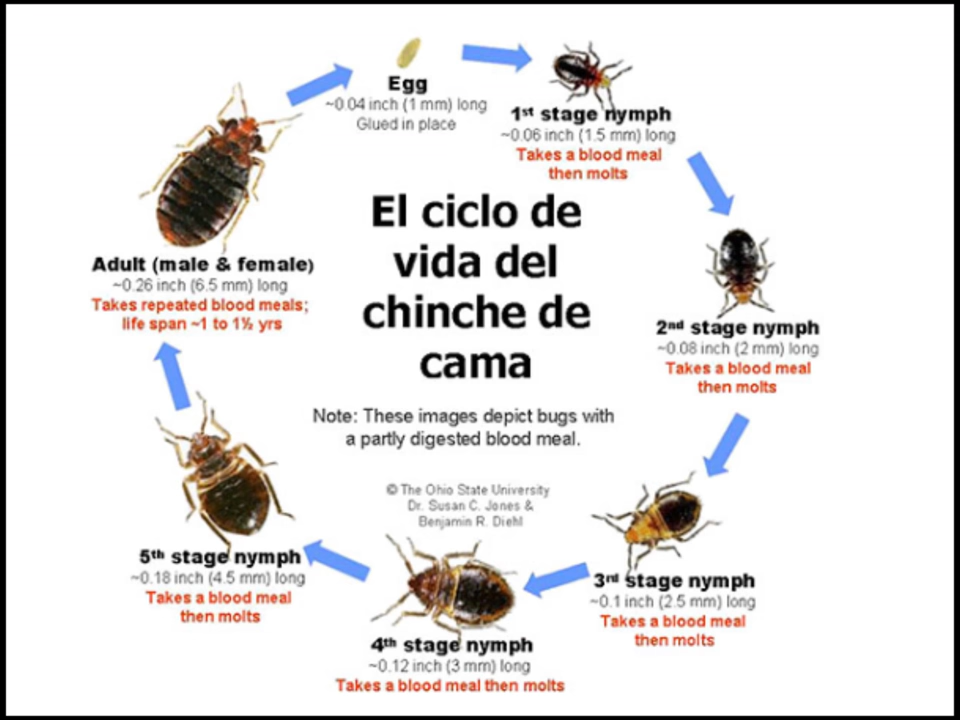 Egg
~0.04 inch (1 mm) long
Glued in place
1st stage nymph
~0.06 inch (1.5 mm) long
Takes a blood meal
then molts
2nd stage nymph
~0.08 inch (2 mm) long
Takes a blood meal
then molts
3rd stage nymph
~0.1 inch (2.5 mm) long
Takes a blood meal
then molts
4th stage nymph
~0.12 inch (3 mm) long
Takes a blood meal then molts
5th stage nymph
~0.18 inch (4.5 mm) long
Takes a blood meal
then molts
Adult (male & female)
~0.26 inch (6.5 mm) long
Takes repeated blood meals;
life span ~1 to 1½ yrs
El ciclo de
vida del
chinche de
cama
Note: These images depict bugs with
a partly digested blood meal.
© The Ohio State University
Dr. Susan C. Jones &
Benjamin R. Diehl